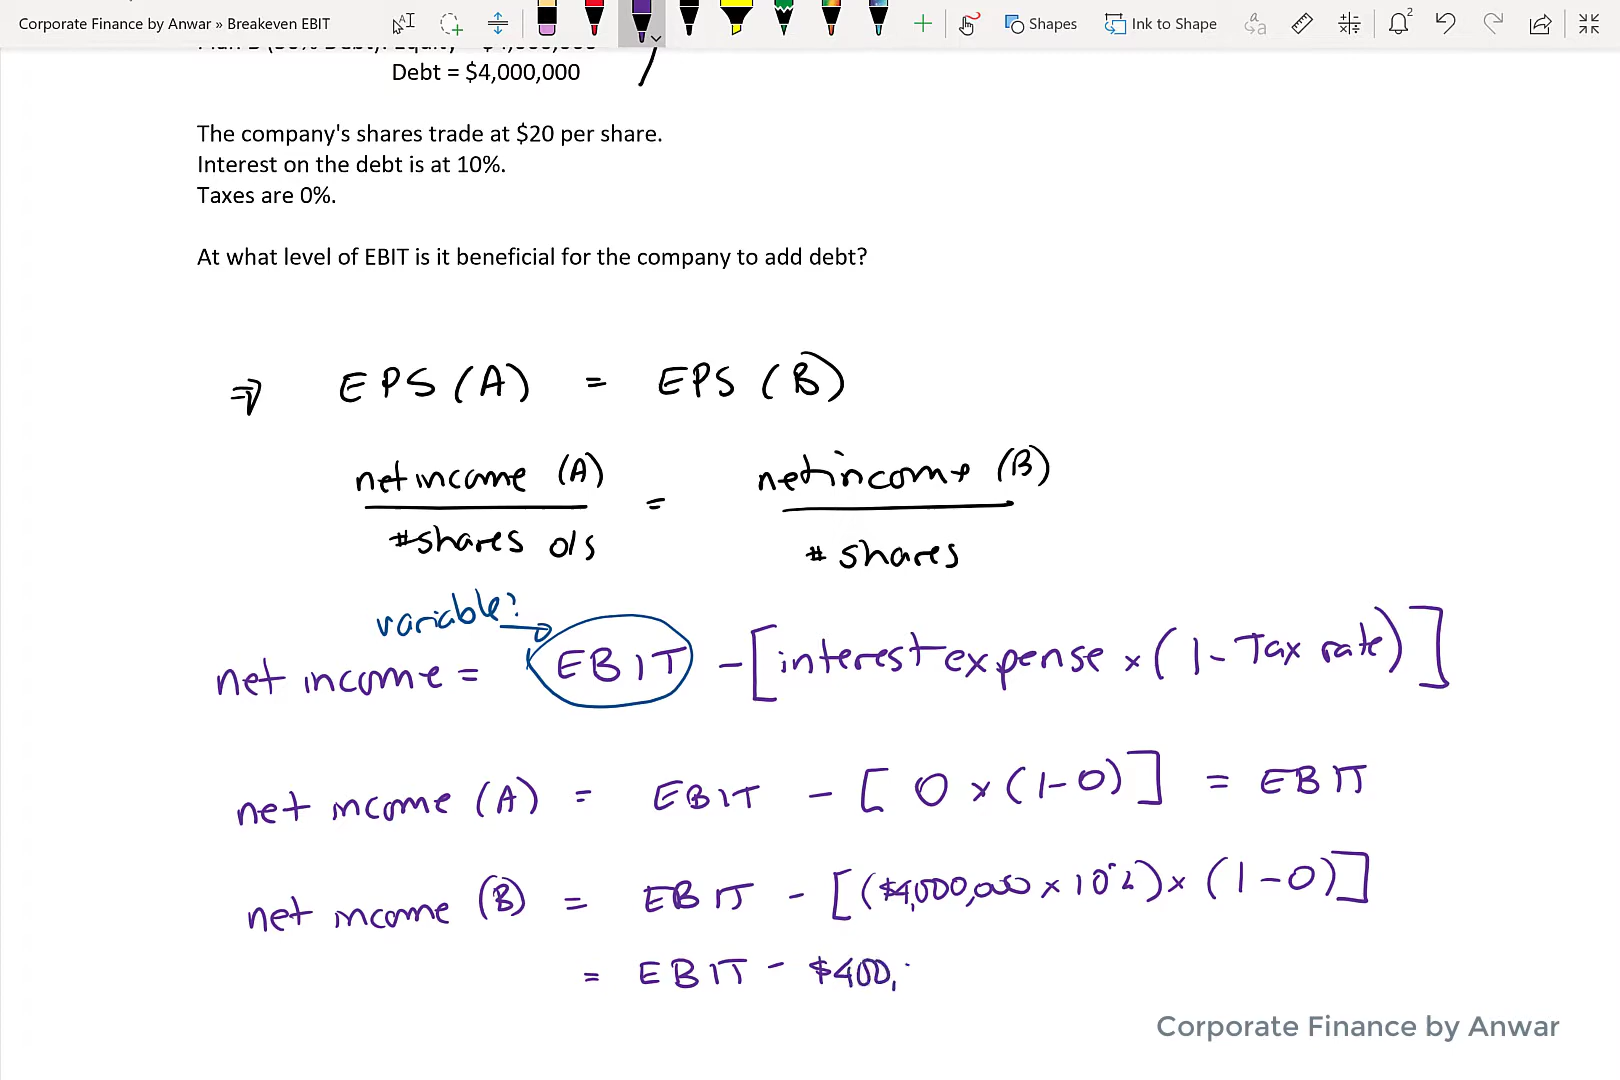 Corporate Finance by Anwar » Breakeven EBIT
Shapes
Ink to Shape
2
Debt = $4,000,000
The company's shares trade at $20 per share.
Interest on the debt is at 10%.
Taxes are 0%.
At what level of EBIT is it beneficial for the company to add debt?
⇒ EPS (A) = EPS (B)
net income (A) = net income (B)
# shares o/s # shares
variable?
net income = EBIT - [interest expense × (1 - Tax rate)]
net income (A) = EBIT - [ 0 × (1-0)] = EBIT
net income (B) = EBIT - [($4,000,000 × 10%) × (1-0)]
= EBIT - $400,
Corporate Finance by Anwar